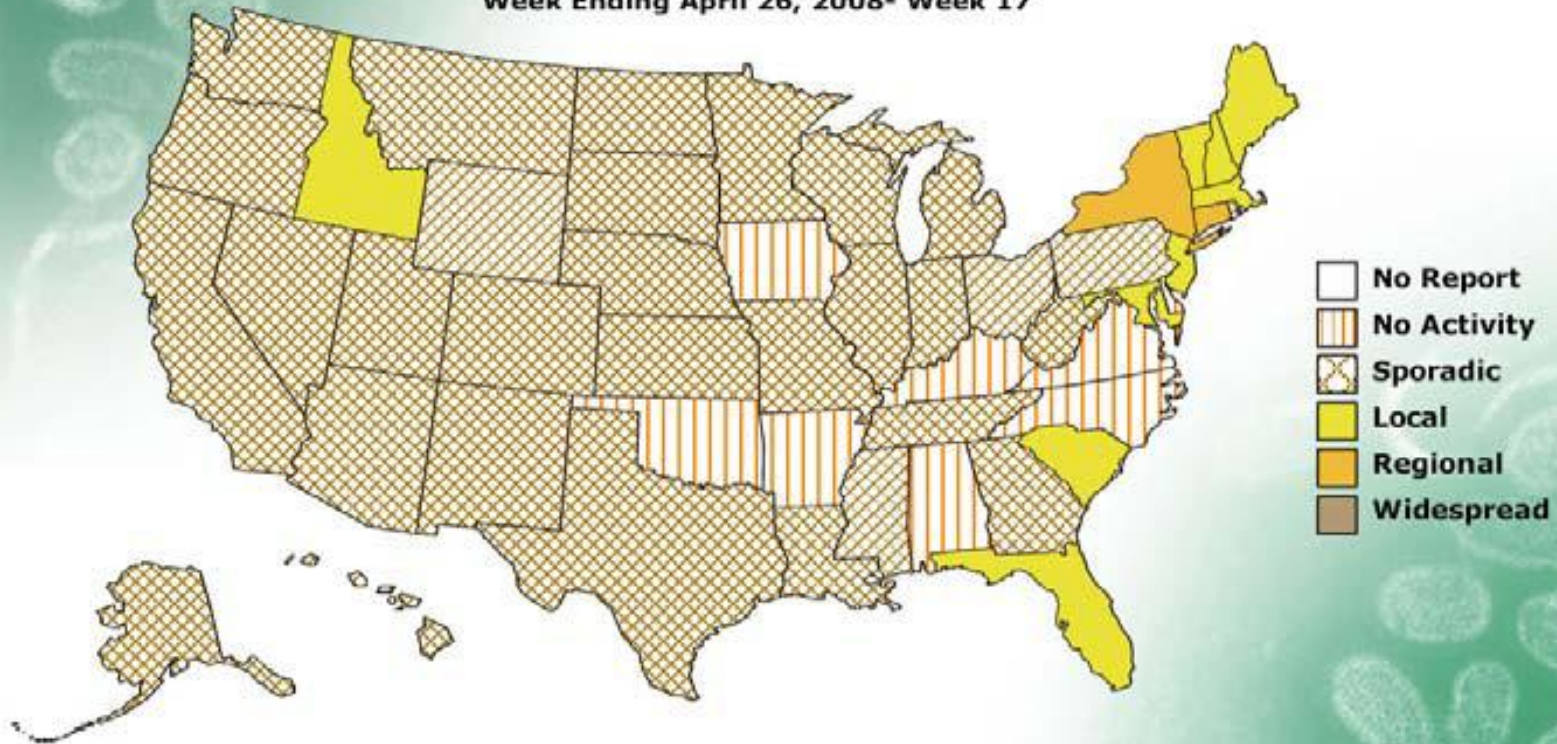 Week Ending April 26, 2008- Week 17
No Report
No Activity
Sporadic
Local
Regional
Widespread